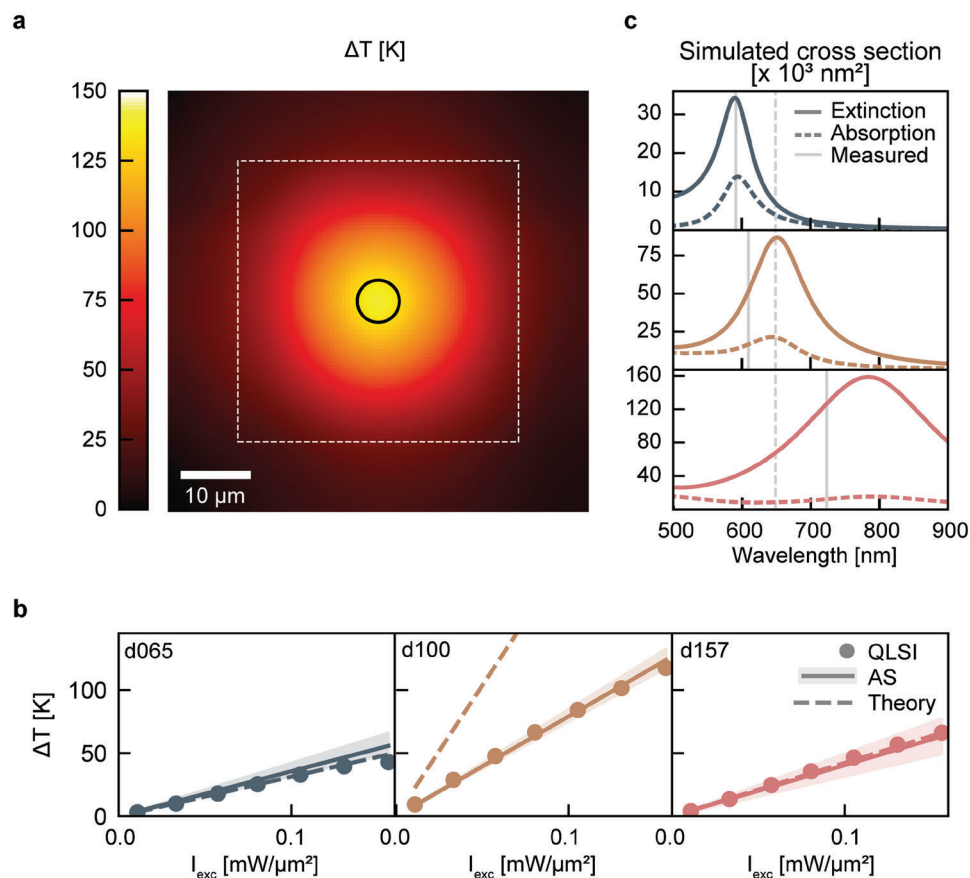 a
ΔT [K]
150
125
100
75
50
25
0
10 µm
c
Simulated cross section
[x 10³ nm²]
Extinction
Absorption
Measured
30
20
10
0
75
25
160
120
80
40
500 600 700 800 900
Wavelength [nm]
b
ΔT [K]
100
50
0
d065
d100
d157
QLSI
AS
Theory
0.0 0.1 0.0 0.1 0.0 0.1
I_exc [mW/µm²] I_exc [mW/µm²] I_exc [mW/µm²]